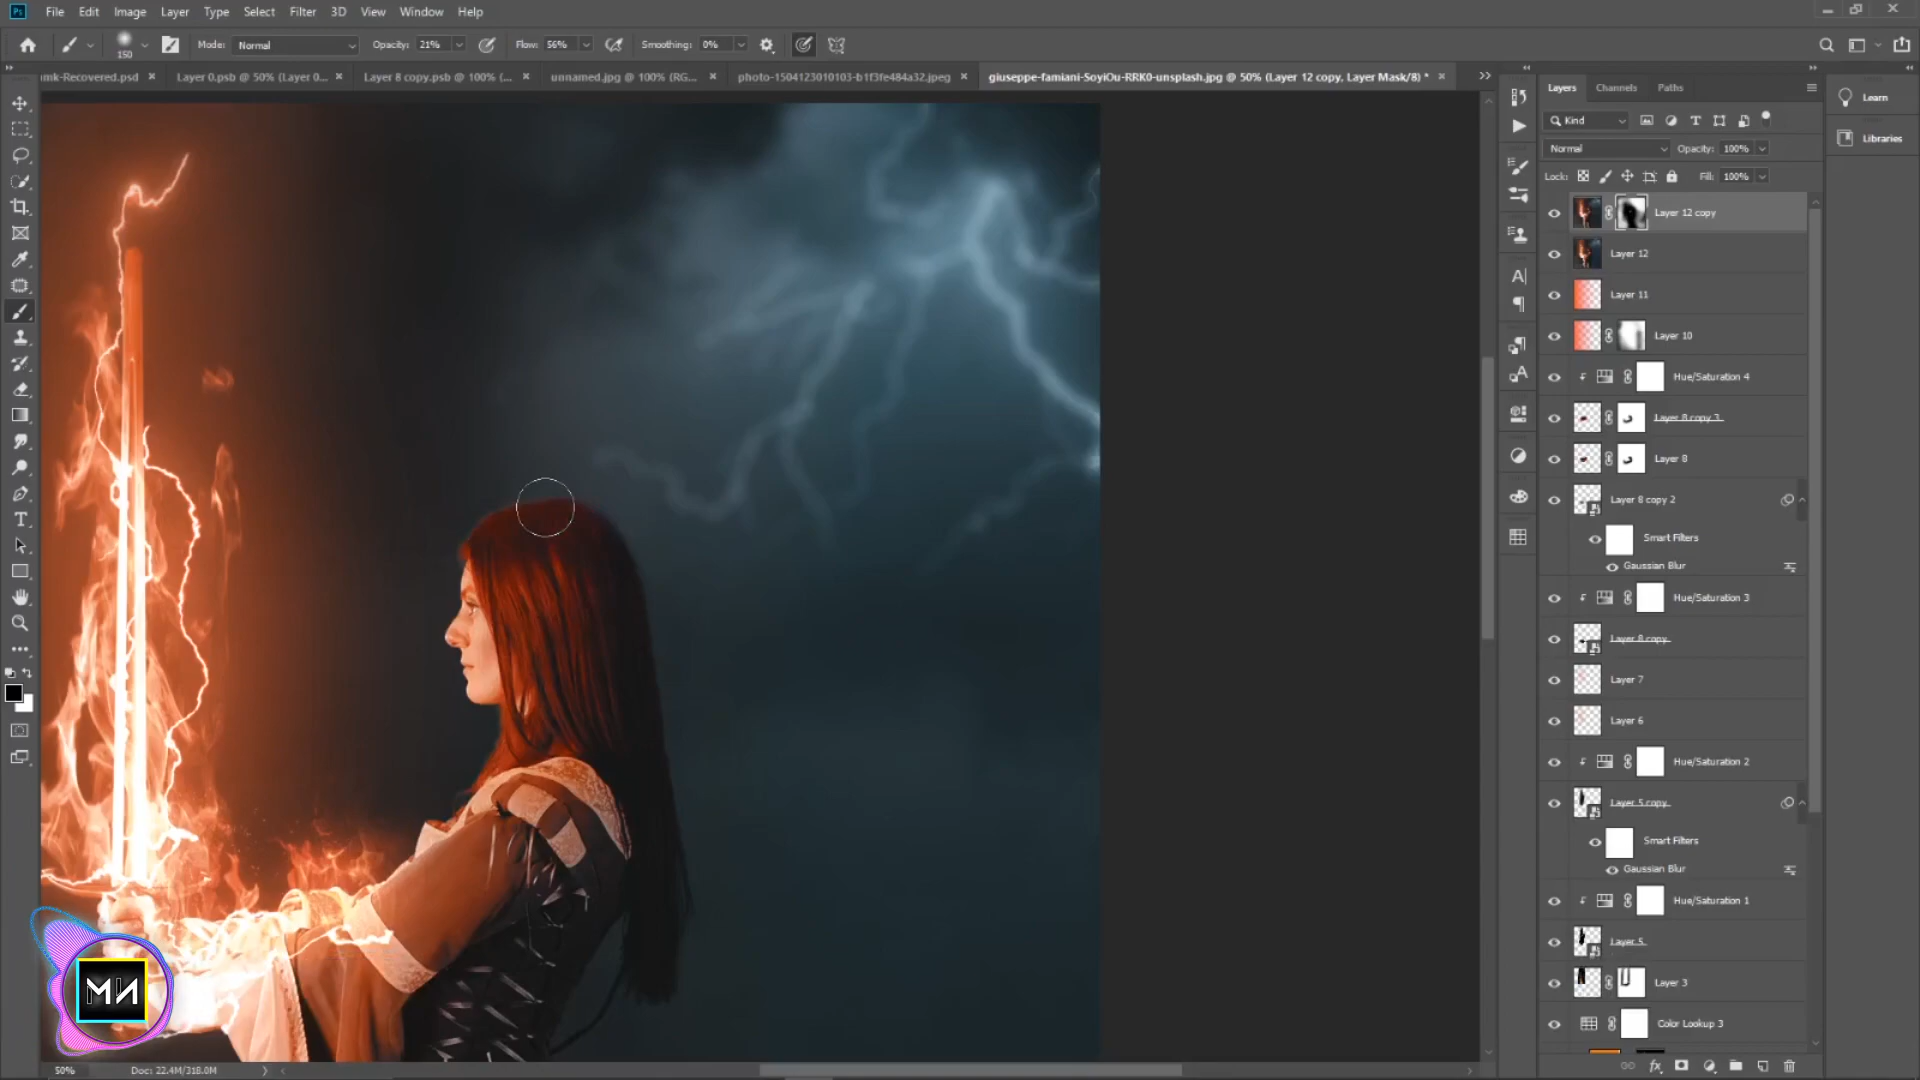 Ps File Edit Image Layer Type Select Filter 3D View Window Help
150 Mode: Normal Opacity: 21% Flow: 56% Smoothing: 0%
mk-Recovered.psd Layer 0.psb @ 50% (Layer 0... Layer 8 copy.psb @ 100% (... unnamed.jpg @ 100% (RG... photo-1504123010103-b1f3fe484a32.jpeg giuseppe-famiani-SoyiOu-RRK0-unsplash.jpg @ 50% (Layer 12 copy, Layer Mask/8) *
Layers Channels Paths
Learn
Libraries
Kind
Normal Opacity: 100%
Lock: Fill: 100%
Layer 12 copy
Layer 12
Layer 11
Layer 10
Hue/Saturation 4
Layer 8 copy 3
Layer 8
Layer 8 copy 2
Smart Filters
Gaussian Blur
Hue/Saturation 3
Layer 8 copy
Layer 7
Layer 6
Hue/Saturation 2
Layer 5 copy
Smart Filters
Gaussian Blur
Hue/Saturation 1
Layer 5
Layer 3
Color Lookup 3
50% Doc: 22.4M/318.0M